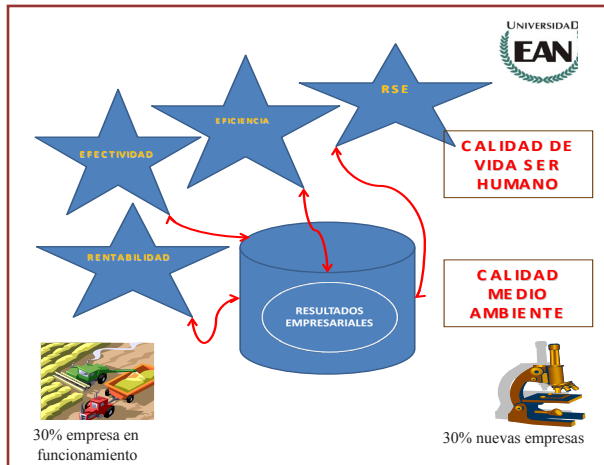 UNIVERSIDAD
EAN
RSE
EFICIENCIA
EFECTIVIDAD
CALIDAD DE
VIDA SER
HUMANO
RENTABILIDAD
CALIDAD
MEDIO
AMBIENTE
RESULTADOS
EMPRESARIALES
30% empresa en
funcionamiento
30% nuevas empresas